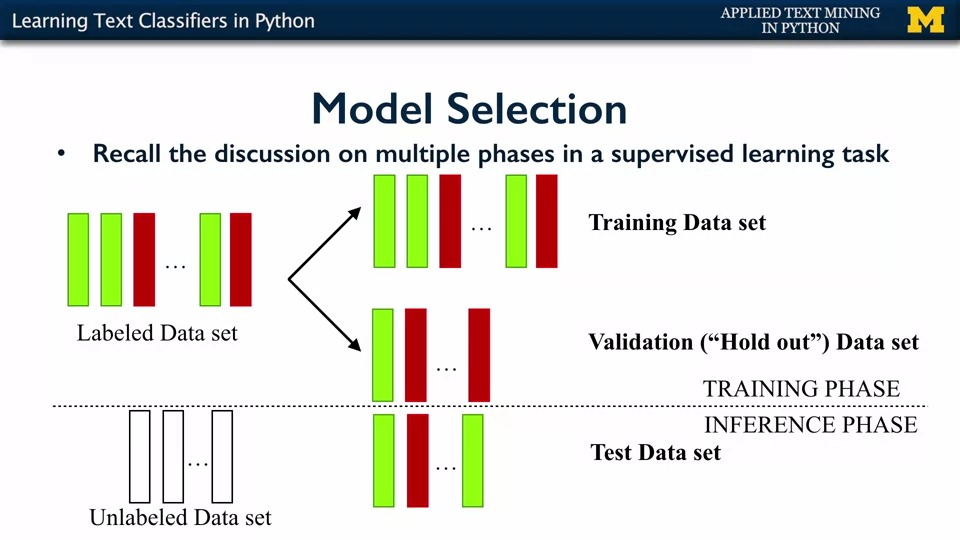 Learning Text Classifiers in Python
APPLIED TEXT MINING
IN PYTHON
M
Model Selection
• Recall the discussion on multiple phases in a supervised learning task
… Training Data set
…
Labeled Data set
Validation (“Hold out”) Data set
…
TRAINING PHASE
INFERENCE PHASE
Test Data set
… …
Unlabeled Data set